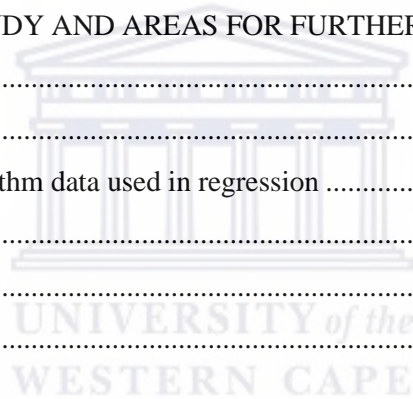 DY AND AREAS FOR FURTHER
................................................
................................................
thm data used in regression ............
................................................
................................................
UNIVERSITY of the
................................................
WESTERN CAPE